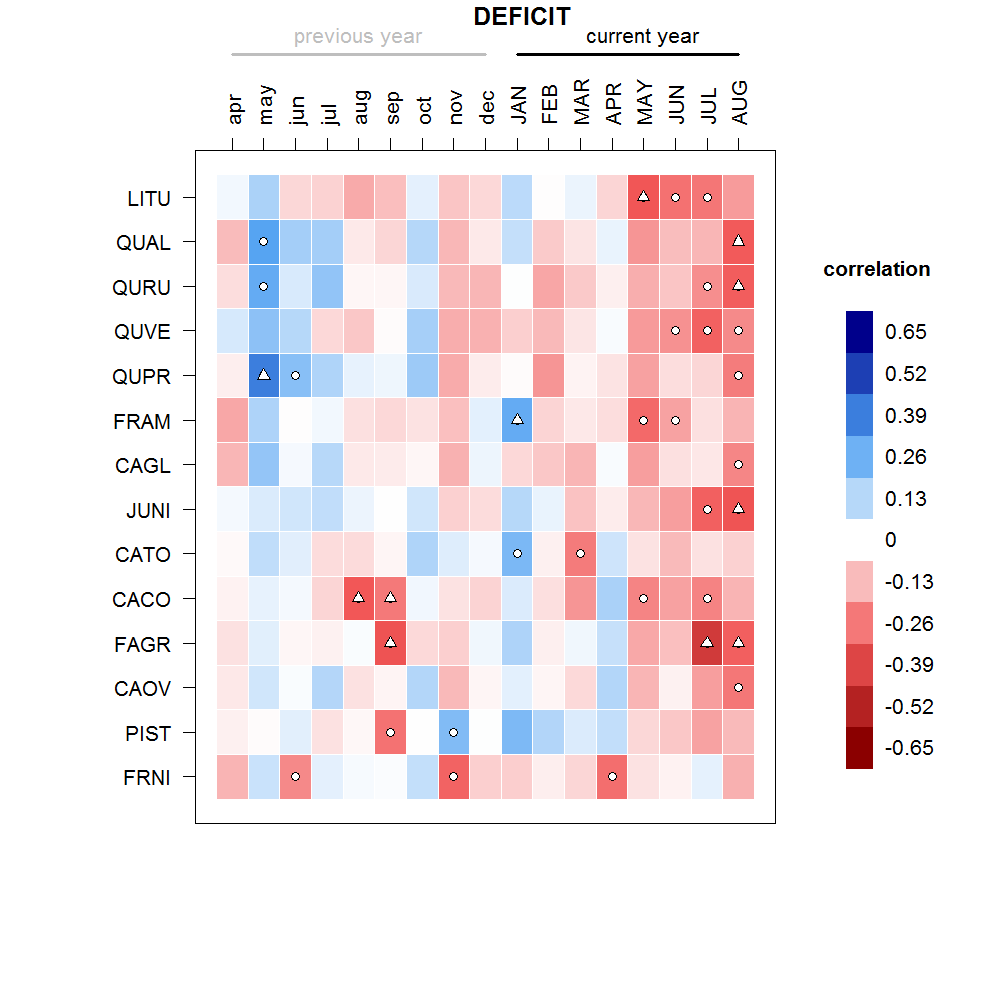 DEFICIT
previous year current year
apr may jun jul aug sep oct nov dec JAN FEB MAR APR MAY JUN JUL AUG
LITU
QUAL
QURU
QUVE
QUPR
FRAM
CAGL
JUNI
CATO
CACO
FAGR
CAOV
PIST
FRNI
correlation
0.65
0.52
0.39
0.26
0.13
0
-0.13
-0.26
-0.39
-0.52
-0.65